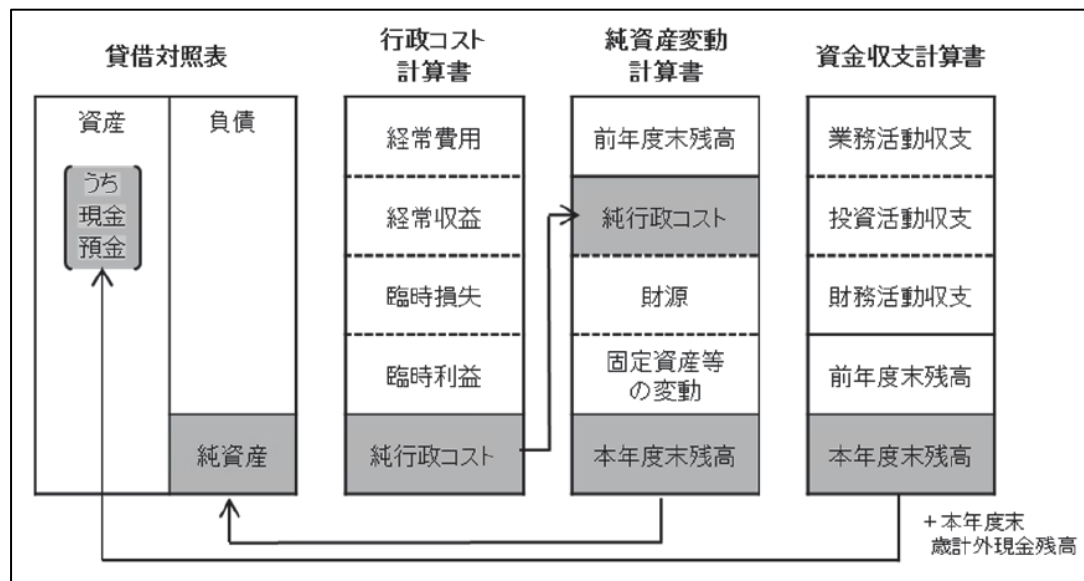 貸借対照表
資産
負債
うち
現金
預金
純資産
行政コスト
計算書
経常費用
経常収益
臨時損失
臨時利益
純行政コスト
純資産変動
計算書
前年度末残高
純行政コスト
財源
固定資産等
の変動
本年度末残高
資金収支計算書
業務活動収支
投資活動収支
財務活動収支
前年度末残高
本年度末残高
+本年度末
歳計外現金残高